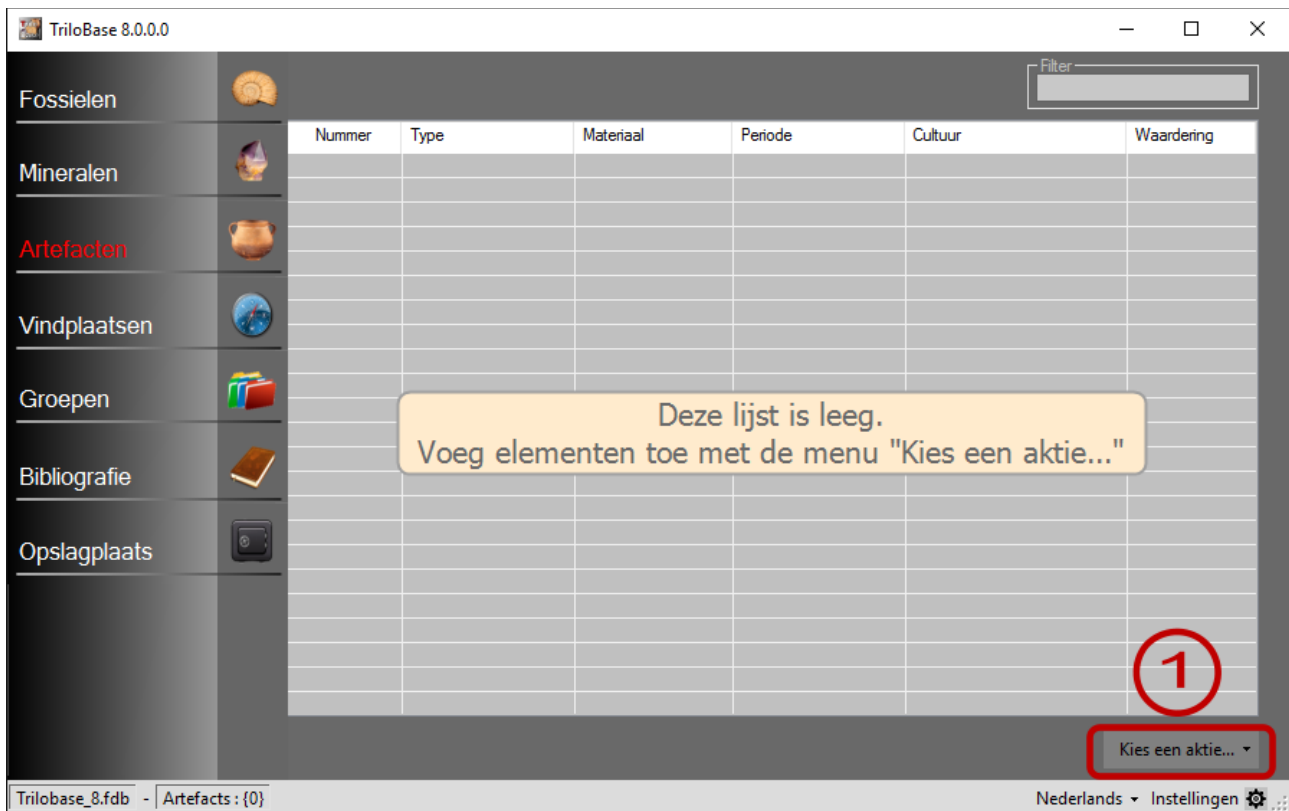 TriloBase 8.0.0.0
Fossielen
Mineralen
Artefacten
Vindplaatsen
Groepen
Bibliografie
Opslagplaats
Filter
Nummer Type Materiaal Periode Cultuur Waardering
Deze lijst is leeg.
Voeg elementen toe met de menu "Kies een aktie..."
1
Kies een aktie...
Trilobase_8.fdb - Artefacts : {0} Nederlands Instellingen